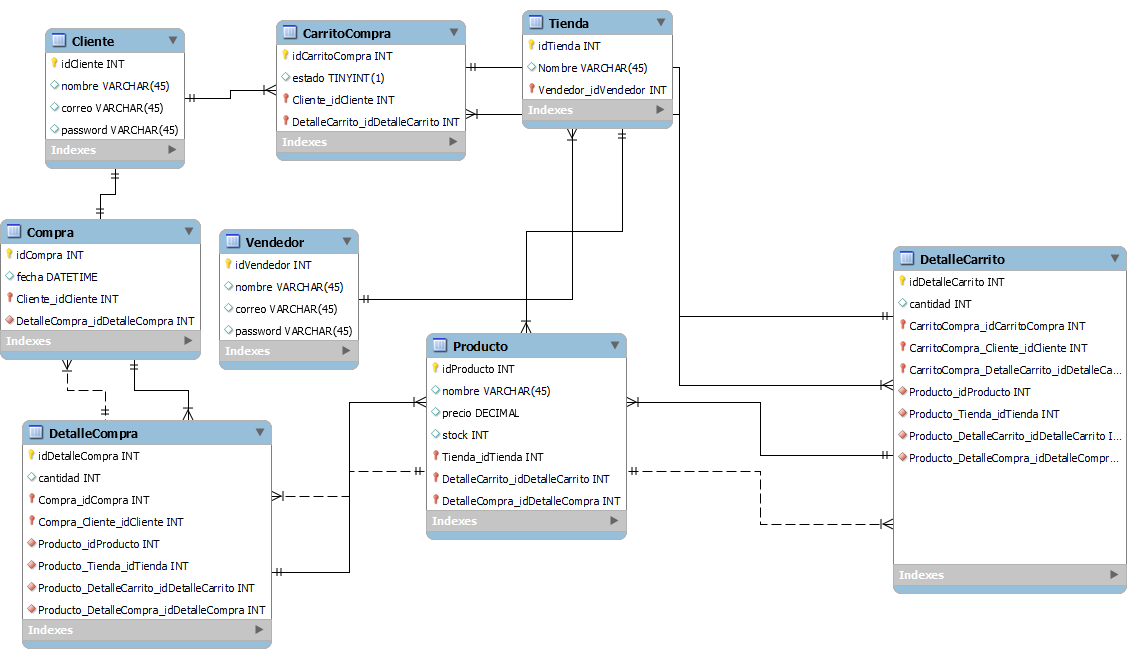 Cliente
idCliente INT
nombre VARCHAR(45)
correo VARCHAR(45)
password VARCHAR(45)
Indexes
CarritoCompra
idCarritoCompra INT
estado TINYINT(1)
Cliente_idCliente INT
DetalleCarrito_idDetalleCarrito INT
Indexes
Tienda
idTienda INT
Nombre VARCHAR(45)
Vendedor_idVendedor INT
Indexes
Compra
idCompra INT
fecha DATETIME
Cliente_idCliente INT
DetalleCompra_idDetalleCompra INT
Indexes
Vendedor
idVendedor INT
nombre VARCHAR(45)
correo VARCHAR(45)
password VARCHAR(45)
Indexes
DetalleCarrito
idDetalleCarrito INT
cantidad INT
CarritoCompra_idCarritoCompra INT
CarritoCompra_Cliente_idCliente INT
CarritoCompra_DetalleCarrito_idDetalleCa...
Producto_idProducto INT
Producto_Tienda_idTienda INT
Producto_DetalleCarrito_idDetalleCarrito I...
Producto_DetalleCompra_idDetalleCompr...
Indexes
Producto
idProducto INT
nombre VARCHAR(45)
precio DECIMAL
stock INT
Tienda_idTienda INT
DetalleCarrito_idDetalleCarrito INT
DetalleCompra_idDetalleCompra INT
Indexes
DetalleCompra
idDetalleCompra INT
cantidad INT
Compra_idCompra INT
Compra_Cliente_idCliente INT
Producto_idProducto INT
Producto_Tienda_idTienda INT
Producto_DetalleCarrito_idDetalleCarrito INT
Producto_DetalleCompra_idDetalleCompra INT
Indexes